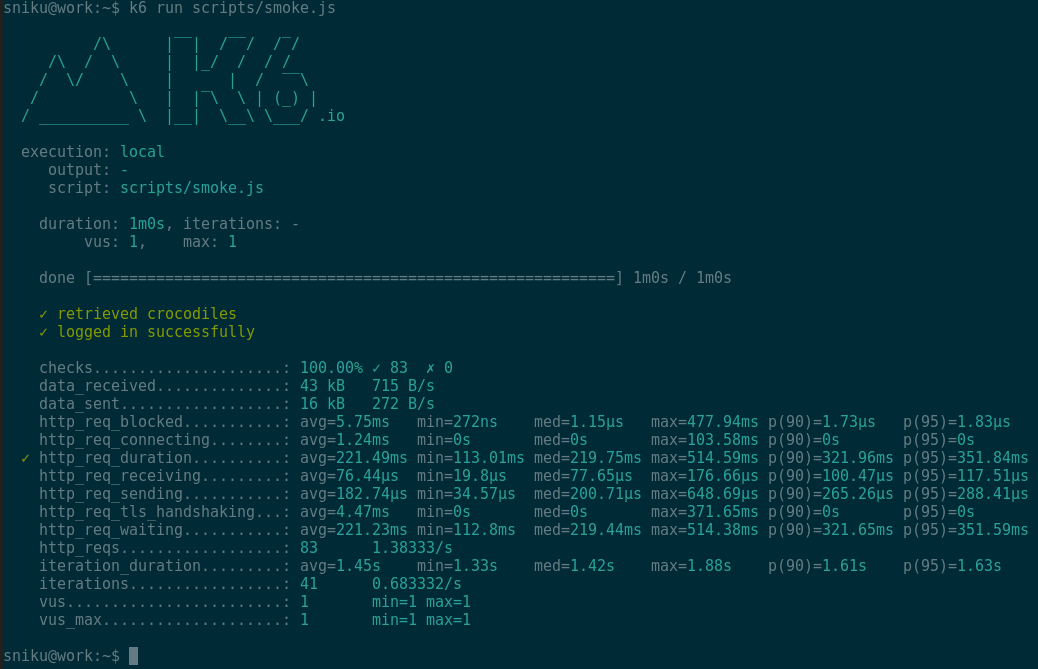 sniku@work:~$ k6 run scripts/smoke.js
K6 .io
execution: local
output: -
script: scripts/smoke.js
duration: 1m0s, iterations: -
vus: 1, max: 1
done [==========================================================] 1m0s / 1m0s
✓ retrieved crocodiles
✓ logged in successfully
checks.....................: 100.00% ✓ 83 ✗ 0
data_received..............: 43 kB 715 B/s
data_sent..................: 16 kB 272 B/s
http_req_blocked...........: avg=5.75ms min=272ns med=1.15µs max=477.94ms p(90)=1.73µs p(95)=1.83µs
http_req_connecting........: avg=1.24ms min=0s med=0s max=103.58ms p(90)=0s p(95)=0s
✓ http_req_duration..........: avg=221.49ms min=113.01ms med=219.75ms max=514.59ms p(90)=321.96ms p(95)=351.84ms
http_req_receiving.........: avg=76.44µs min=19.8µs med=77.65µs max=176.66µs p(90)=100.47µs p(95)=117.51µs
http_req_sending...........: avg=182.74µs min=34.57µs med=200.71µs max=648.69µs p(90)=265.26µs p(95)=288.41µs
http_req_tls_handshaking...: avg=4.47ms min=0s med=0s max=371.65ms p(90)=0s p(95)=0s
http_req_waiting...........: avg=221.23ms min=112.8ms med=219.44ms max=514.38ms p(90)=321.65ms p(95)=351.59ms
http_reqs..................: 83 1.38333/s
iteration_duration.........: avg=1.45s min=1.33s med=1.42s max=1.88s p(90)=1.61s p(95)=1.63s
iterations.................: 41 0.683332/s
vus........................: 1 min=1 max=1
vus_max....................: 1 min=1 max=1
sniku@work:~$